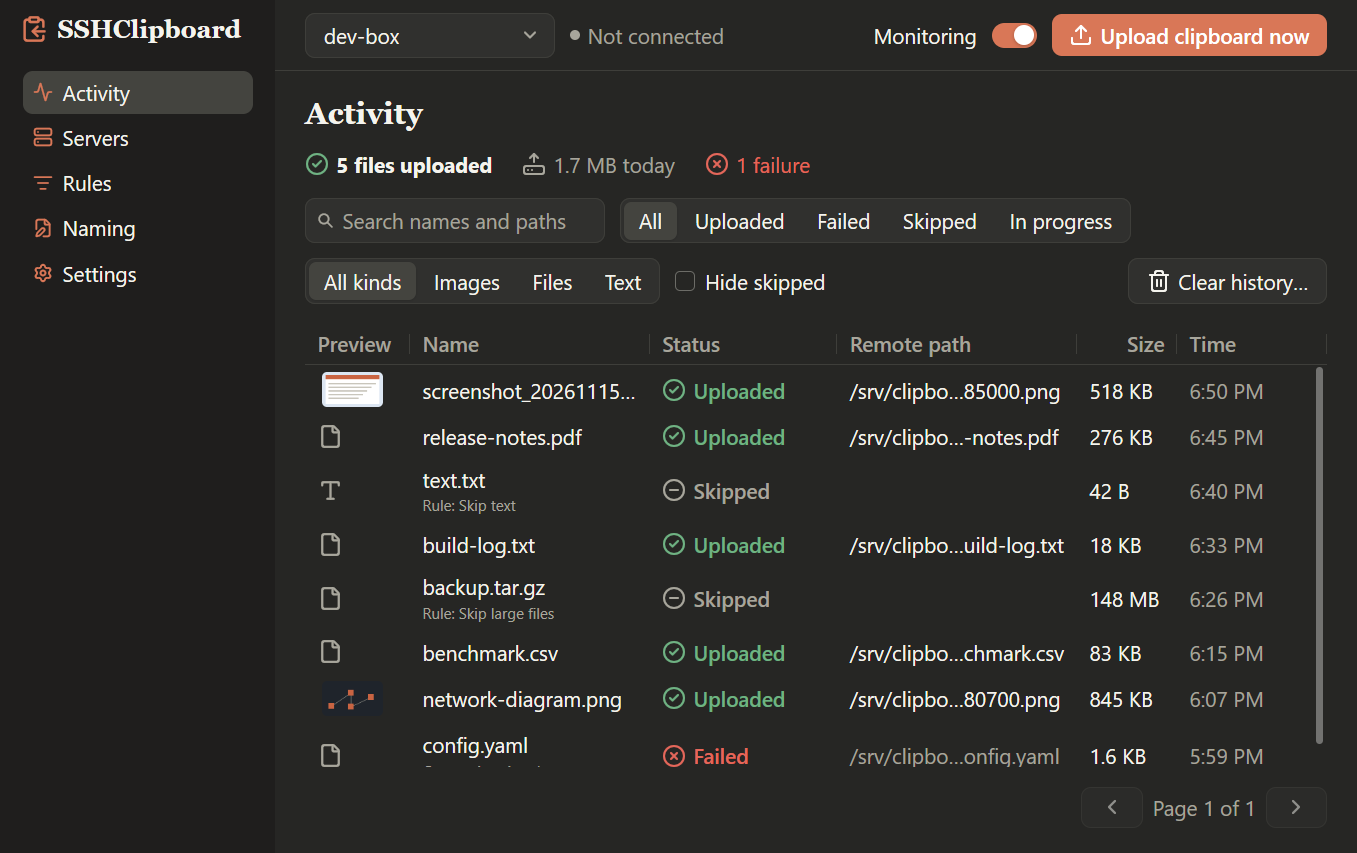 SSHClipboard
dev-box
Not connected
Monitoring
Upload clipboard now
Activity
Servers
Rules
Naming
Settings
Activity
5 files uploaded
1.7 MB today
1 failure
Search names and paths
All Uploaded Failed Skipped In progress
All kinds Images Files Text
Hide skipped
Clear history...
Preview Name Status Remote path Size Time
screenshot_20261115... Uploaded /srv/clipbo...85000.png 518 KB 6:50 PM
release-notes.pdf Uploaded /srv/clipbo...-notes.pdf 276 KB 6:45 PM
text.txt Skipped 42 B 6:40 PM
Rule: Skip text
build-log.txt Uploaded /srv/clipbo...uild-log.txt 18 KB 6:33 PM
backup.tar.gz Skipped 148 MB 6:26 PM
Rule: Skip large files
benchmark.csv Uploaded /srv/clipbo...chmark.csv 83 KB 6:15 PM
network-diagram.png Uploaded /srv/clipbo...80700.png 845 KB 6:07 PM
config.yaml Failed /srv/clipbo...onfig.yaml 1.6 KB 5:59 PM
Page 1 of 1